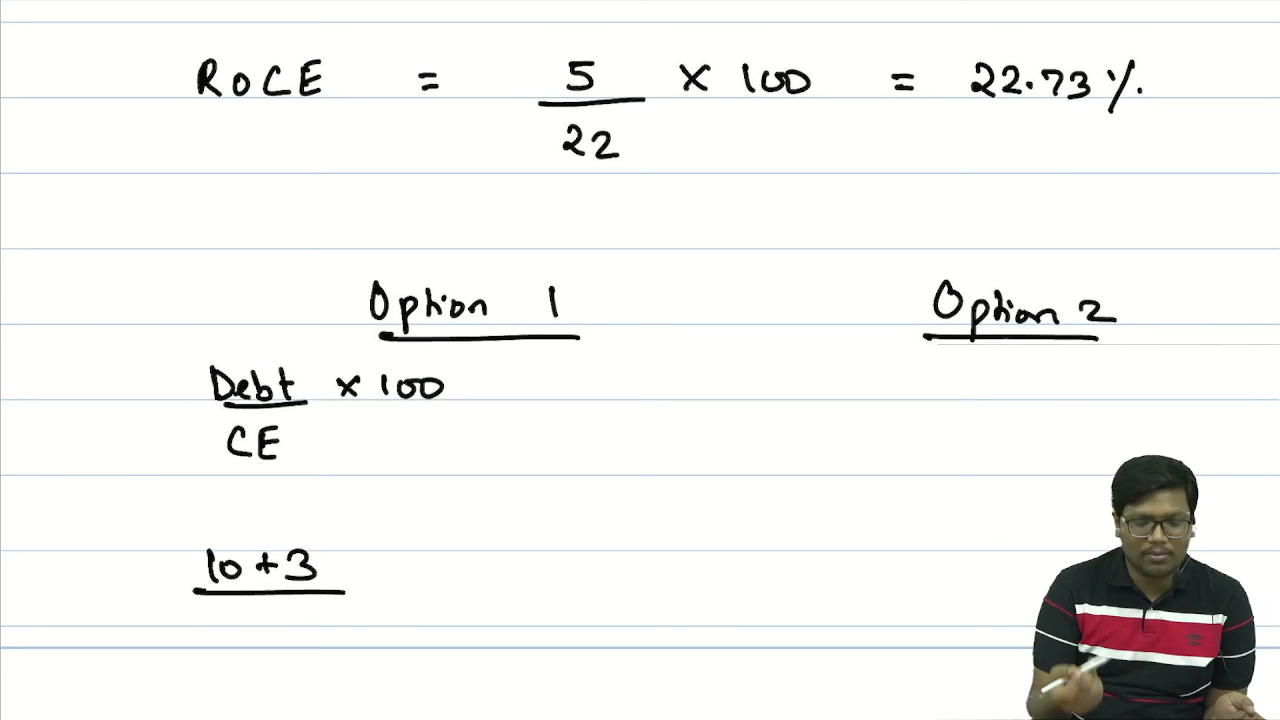 ROCE = 5 × 100 = 22.73%.
22
Option 1 Option 2
Debt × 100
CE
10 + 3